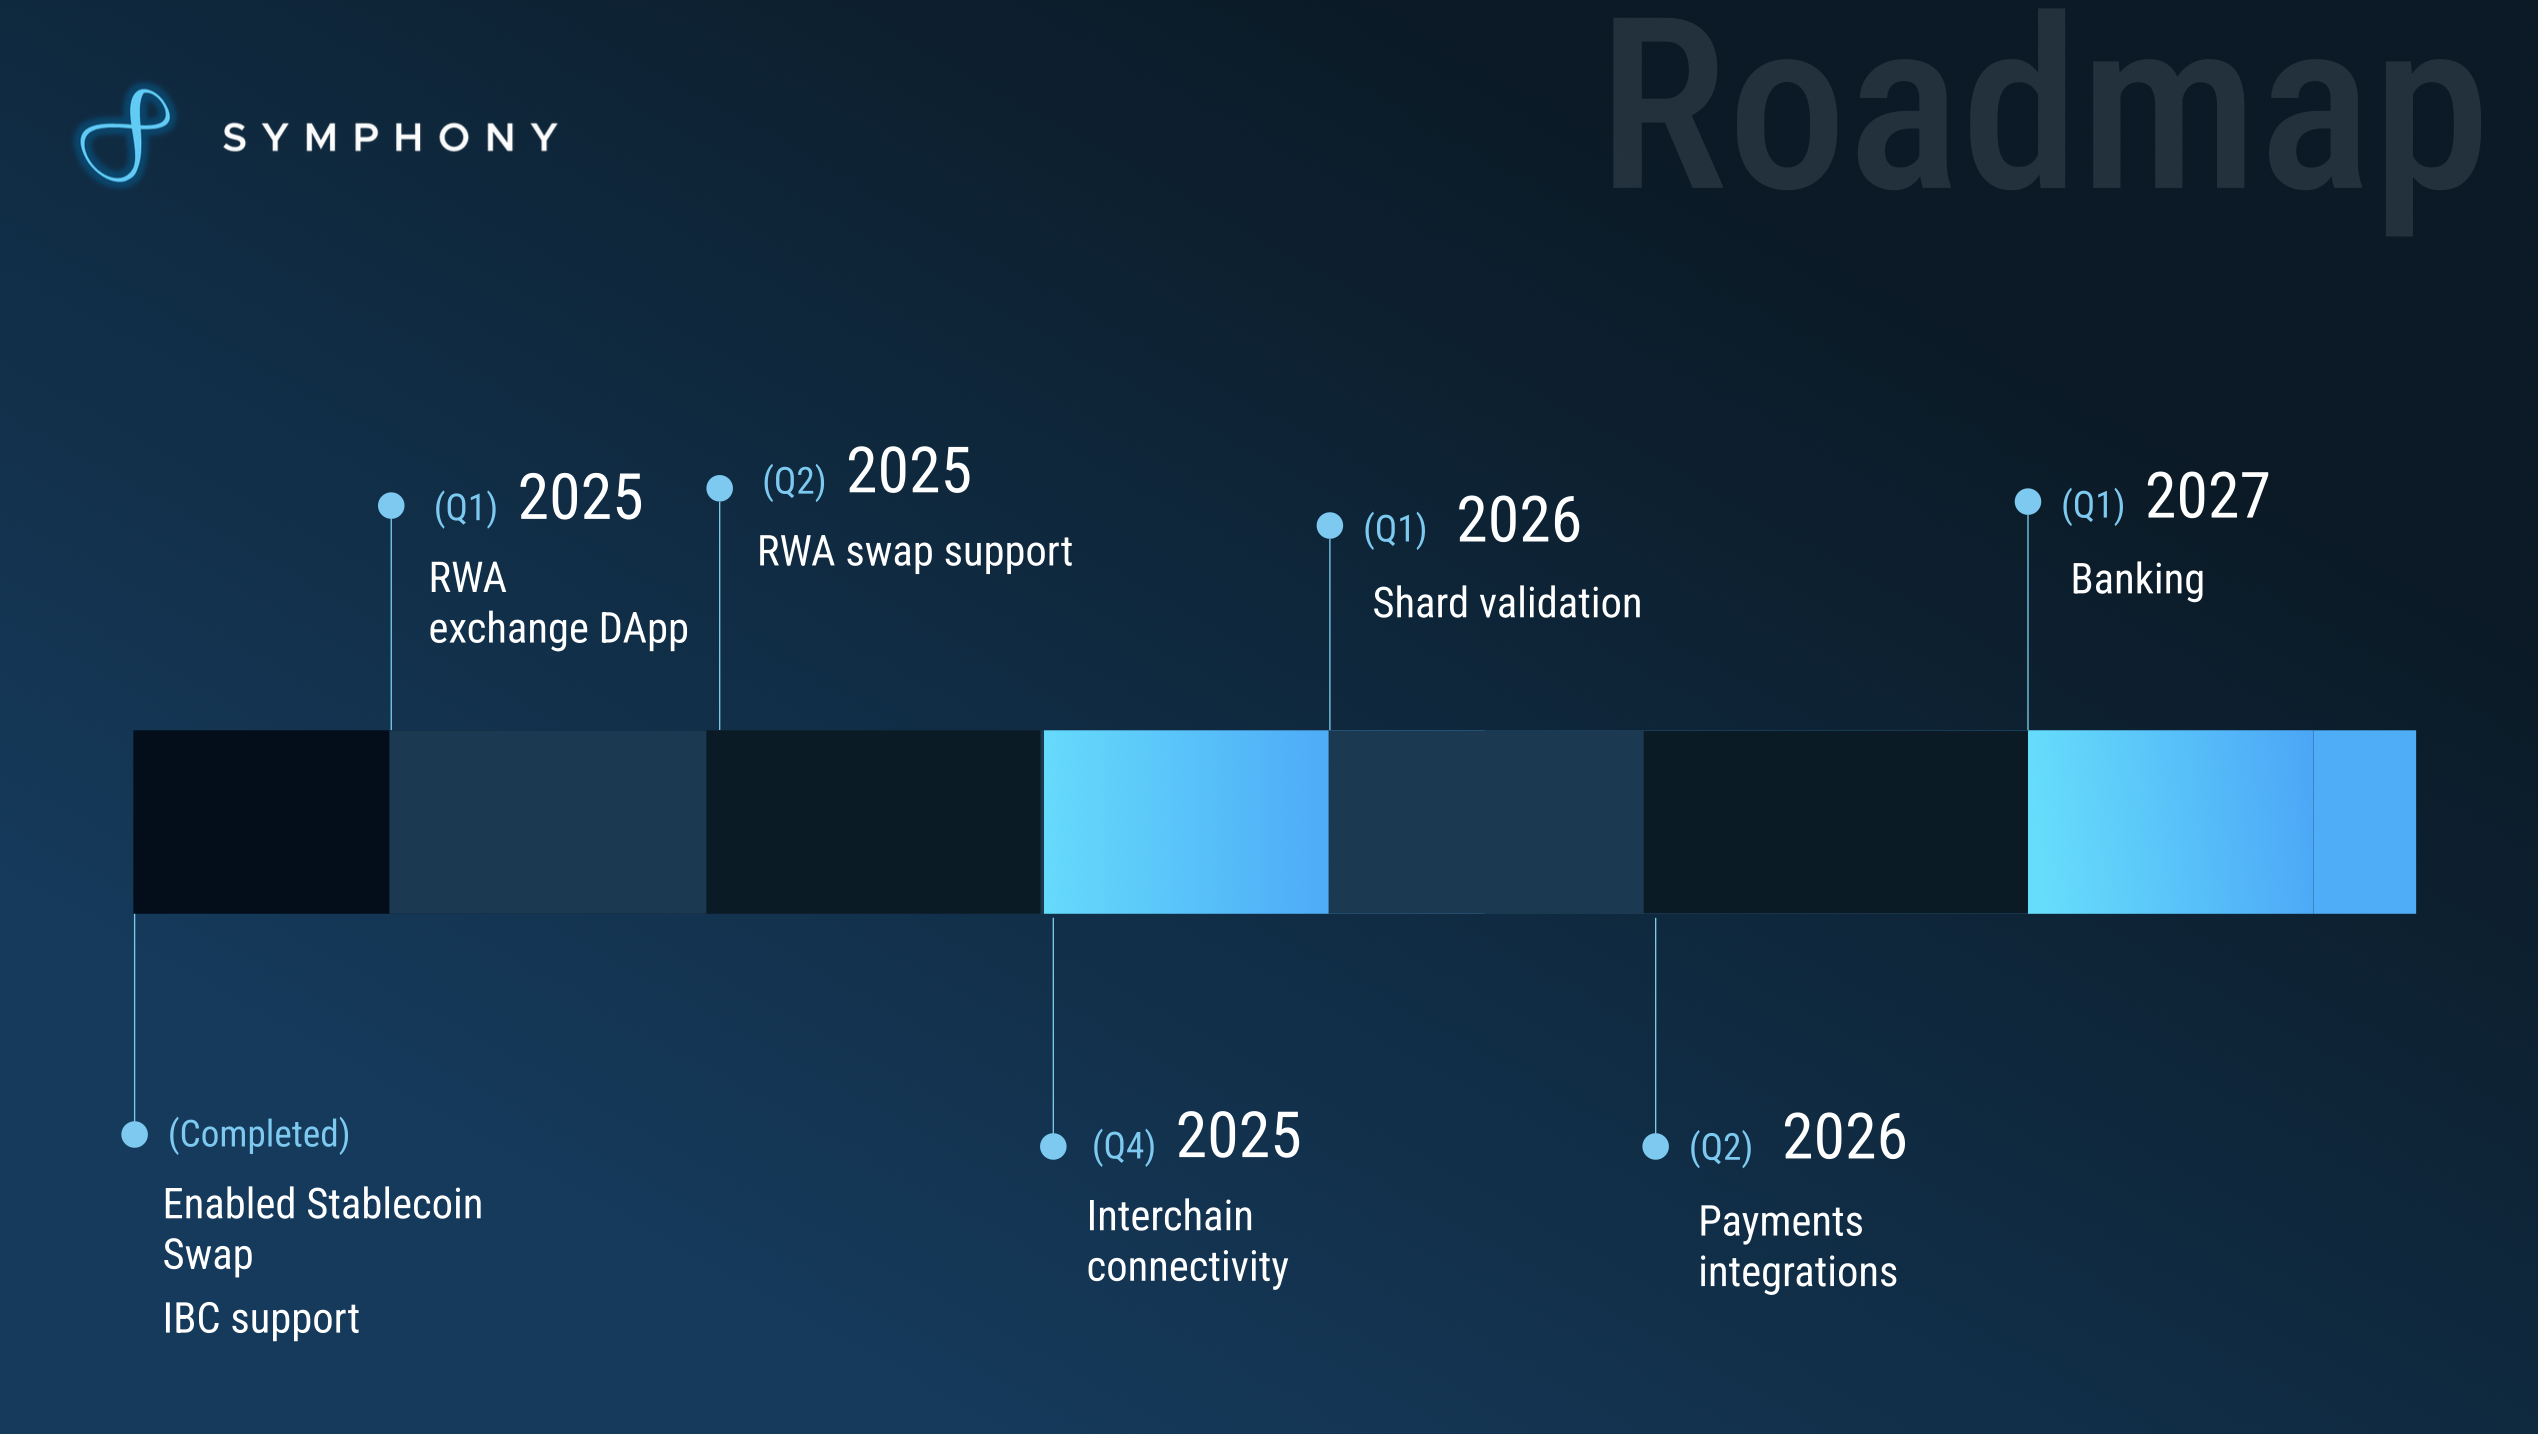 Roadmap
SYMPHONY
(Q1) 2025
RWA
exchange DApp
(Q2) 2025
RWA swap support
(Q1) 2026
Shard validation
(Q1) 2027
Banking
(Completed)
Enabled Stablecoin
Swap
IBC support
(Q4) 2025
Interchain
connectivity
(Q2) 2026
Payments
integrations